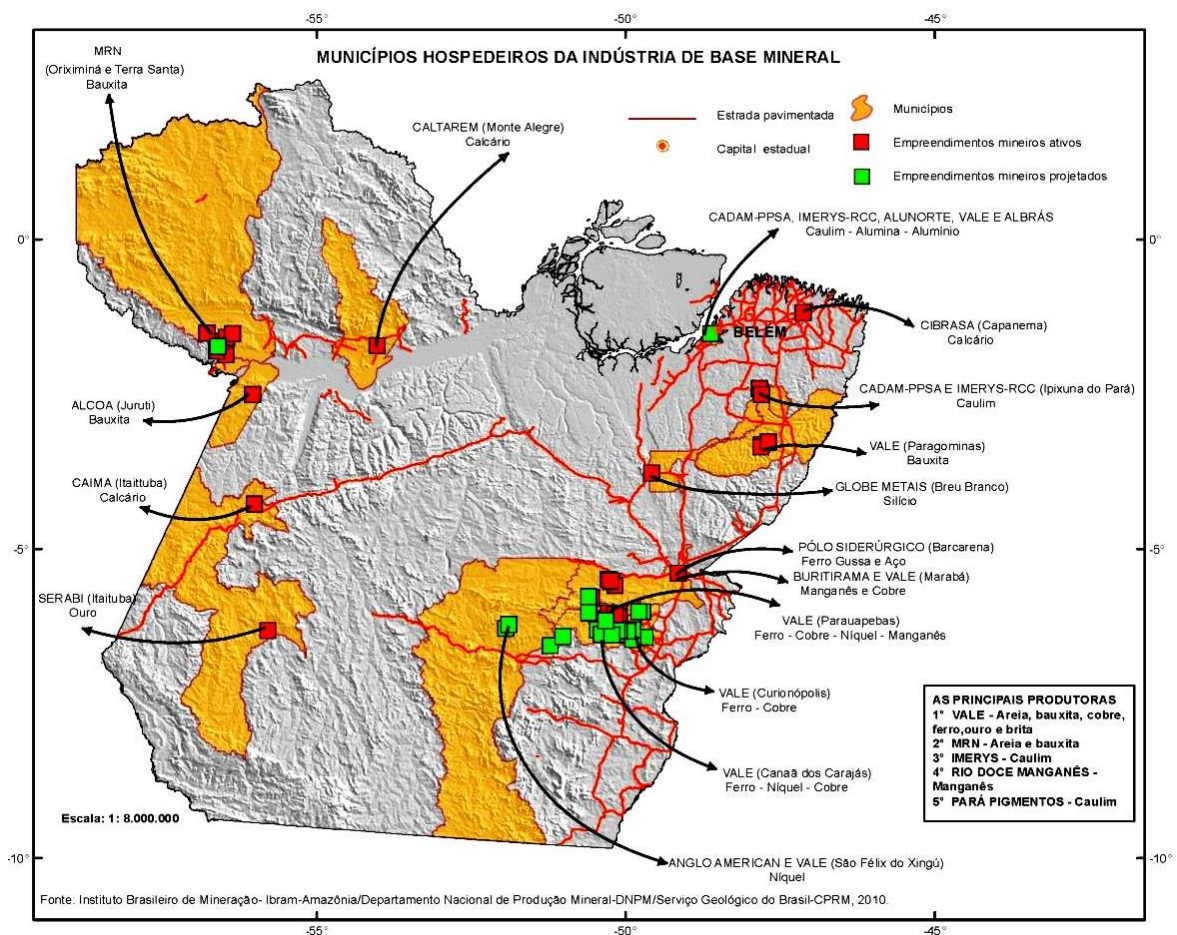 -55°
-50°
-45°
MUNICÍPIOS HOSPEDEIROS DA INDÚSTRIA DE BASE MINERAL
MRN
(Oriximiná e Terra Santa)
Bauxita
Estrada pavimentada
Municípios
Capital estadual
Empreendimentos mineiros ativos
Empreendimentos mineiros projetados
CALTAREM (Monte Alegre)
Calcário
CADAM-PPSA, IMERYS-RCC, ALUNORTE, VALE E ALBRÁS
Caulim - Alumina - Alumínio
0°
0°
BELÉM
CIBRASA (Capanema)
Calcário
CADAM-PPSA E IMERYS-RCC (Ipixuna do Pará)
Caulim
ALCOA (Juruti)
Bauxita
VALE (Paragominas)
Bauxita
CAIMA (Itaittuba)
Calcário
GLOBE METAIS (Breu Branco)
Silício
-5°
-5°
PÓLO SIDERÚRGICO (Barcarena)
Ferro Gussa e Aço
BURITIRAMA E VALE (Marabá)
Manganês e Cobre
SERABI (Itaituba)
Ouro
VALE (Parauapebas)
Ferro - Cobre - Níquel - Manganês
VALE (Curionópolis)
Ferro - Cobre
VALE (Canaã dos Carajás)
Ferro - Níquel - Cobre
AS PRINCIPAIS PRODUTORAS
1° VALE - Areia, bauxita, cobre,
ferro,ouro e brita
2° MRN - Areia e bauxita
3° IMERYS - Caulim
4° RIO DOCE MANGANÊS -
Manganês
5° PARÁ PIGMENTOS - Caulim
Escala: 1: 8.000.000
-10°
-10°
ANGLO AMERICAN E VALE (São Félix do Xingú)
Níquel
Fonte: Instituto Brasileiro de Mineração- Ibram-Amazônia/Departamento Nacional de Produção Mineral-DNPM/Serviço Geológico do Brasil-CPRM, 2010.
-55°
-50°
-45°